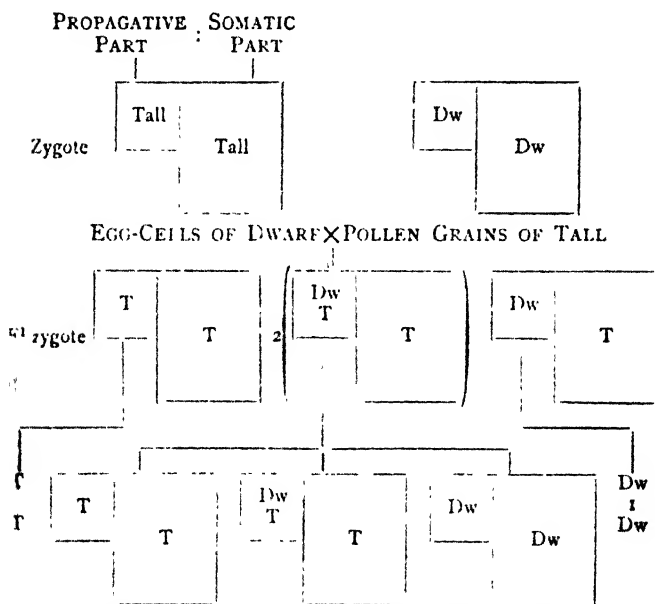 PROPAGATIVE : SOMATIC
PART PART
Tall Dw
Zygote Tall Dw
EGG-CELLS OF DWARF × POLLEN GRAINS OF TALL
T Dw Dw
T
zygote T 2 T T
T T Dw Dw Dw
T I
T T T Dw Dw